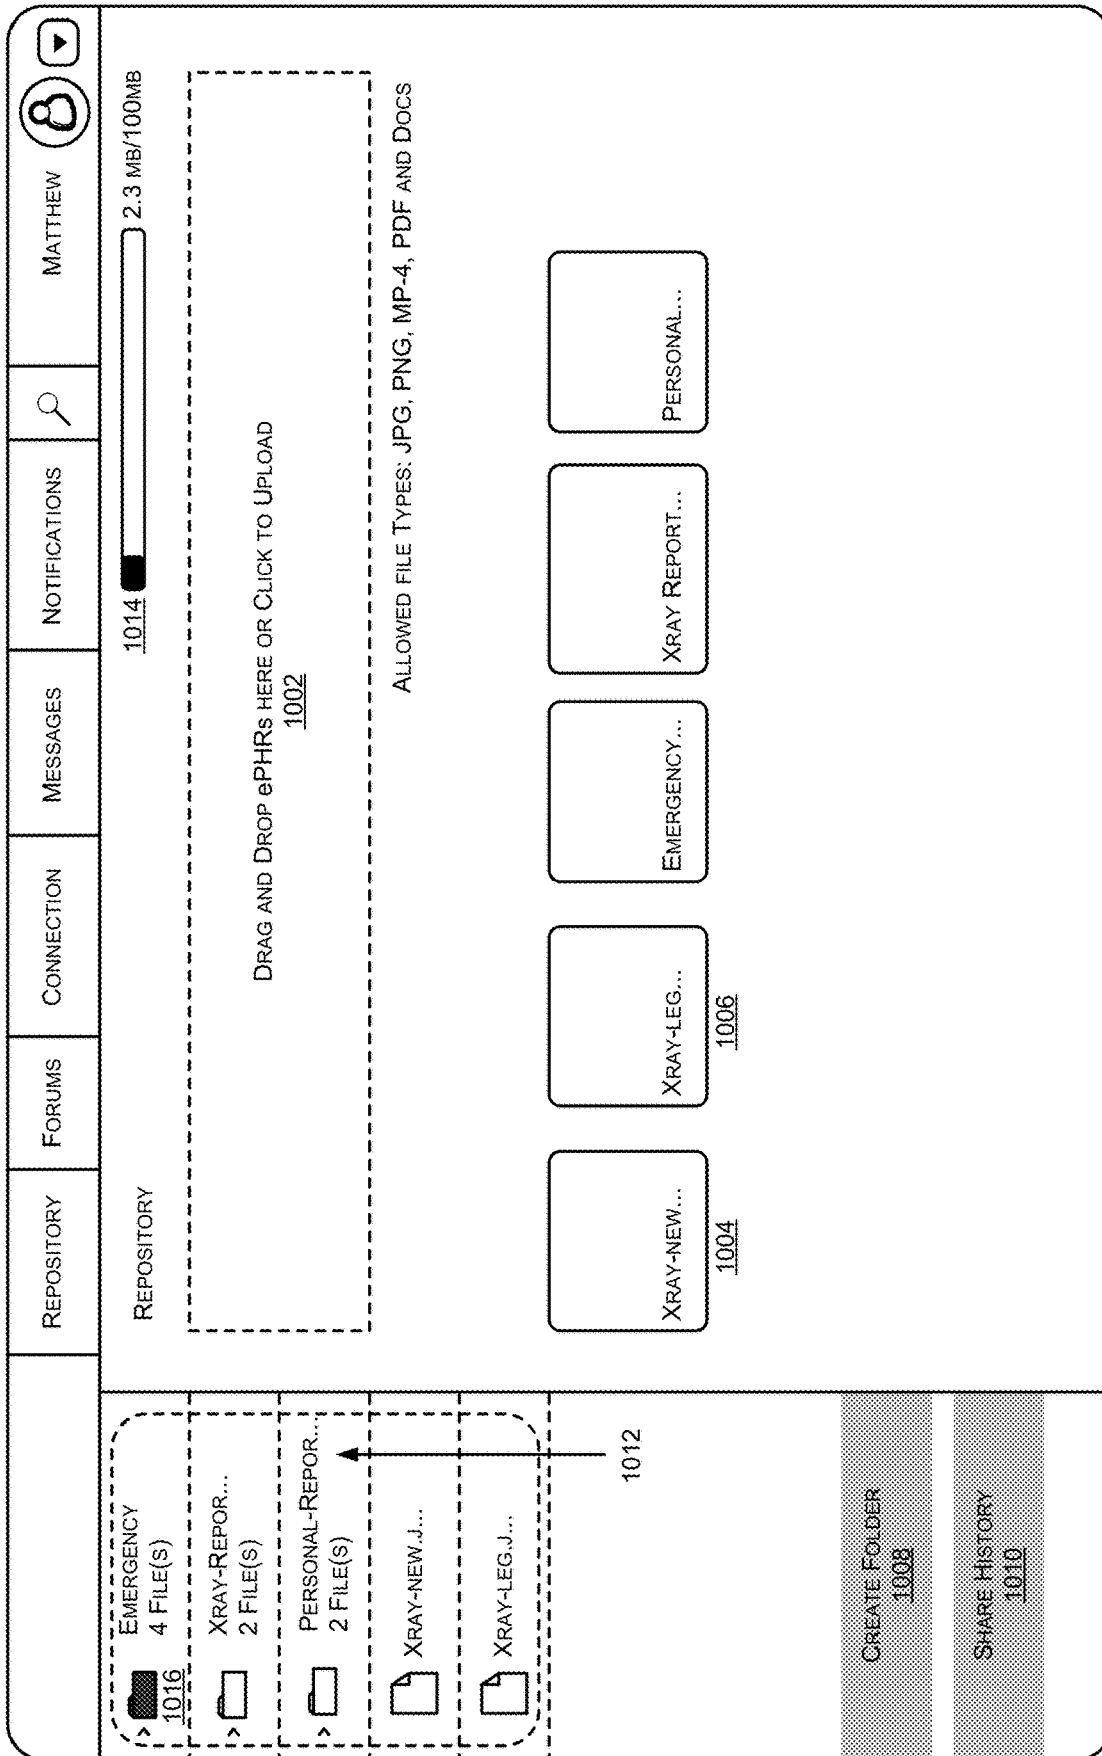 REPOSITORY
FORUMS
CONNECTION
MESSAGES
NOTIFICATIONS
MATTHEW
EMERGENCY
4 FILE(S)
1016
XRAY-REPOR...
2 FILE(S)
PERSONAL-REPOR...
2 FILE(S)
XRAY-NEW.J...
XRAY-LEG.J...
1012
CREATE FOLDER
1008
SHARE HISTORY
1010
REPOSITORY
1014
2.3 MB/100MB
DRAG AND DROP ePHRS HERE OR CLICK TO UPLOAD
1002
ALLOWED FILE TYPES: JPG, PNG, MP-4, PDF AND DOCS
XRAY-NEW...
1004
XRAY-LEG...
1006
EMERGENCY...
XRAY REPORT...
PERSONAL...